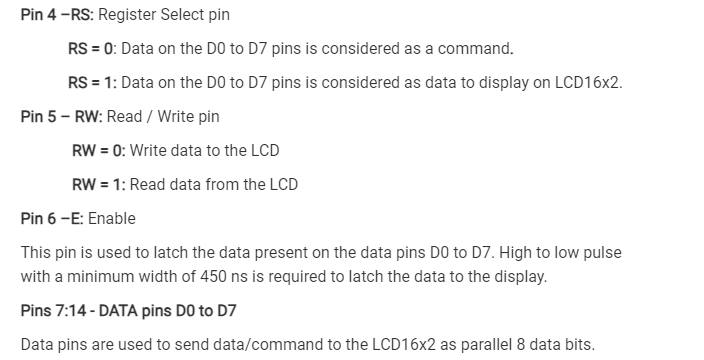 Pin 4 –RS: Register Select pin
RS = 0: Data on the D0 to D7 pins is considered as a command.
RS = 1: Data on the D0 to D7 pins is considered as data to display on LCD16x2.
Pin 5 – RW: Read / Write pin
RW = 0: Write data to the LCD
RW = 1: Read data from the LCD
Pin 6 –E: Enable
This pin is used to latch the data present on the data pins D0 to D7. High to low pulse
with a minimum width of 450 ns is required to latch the data to the display.
Pins 7:14 - DATA pins D0 to D7
Data pins are used to send data/command to the LCD16x2 as parallel 8 data bits.